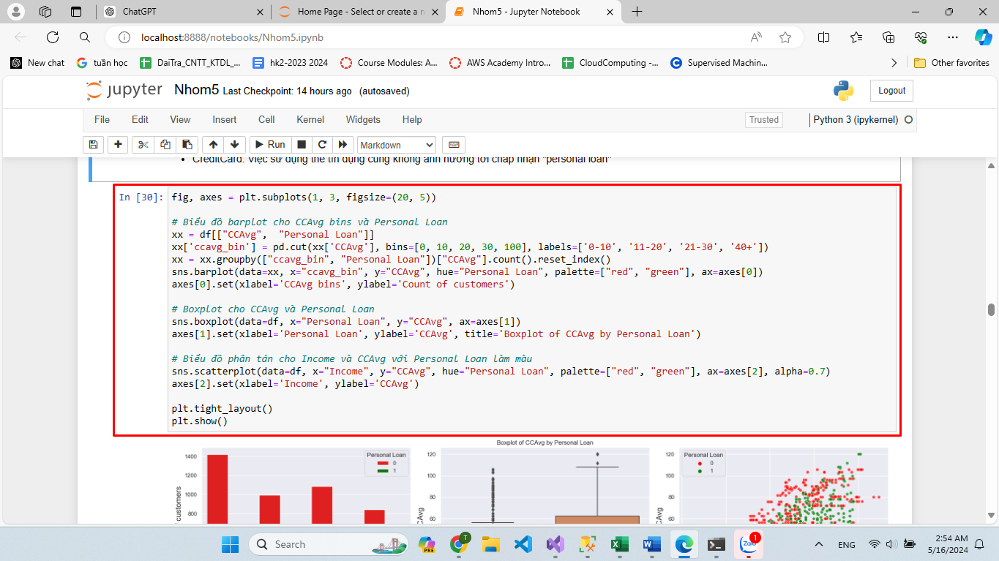 ChatGPT
Home Page - Select or create a n
Nhom5 - Jupyter Notebook
localhost:8888/notebooks/Nhom5.ipynb
New chat
tuần học
DaiTra_CNTT_KTDL_...
hk2-2023 2024
Course Modules: A...
AWS Academy Intro...
CloudComputing -...
Supervised Machin...
Other favorites
jupyter Nhom5 Last Checkpoint: 14 hours ago (autosaved)
Logout
File Edit View Insert Cell Kernel Widgets Help
Trusted
Python 3 (ipykernel)
Run
Markdown
CreditCard: Việc sử dụng thẻ tín dụng cũng không ảnh hưởng tới chấp nhận "personal loan"
In [30]: fig, axes = plt.subplots(1, 3, figsize=(20, 5))
# Biểu đồ barplot cho CCAvg bins và Personal Loan
xx = df[["CCAvg",  "Personal Loan"]]
xx['ccavg_bin'] = pd.cut(xx['CCAvg'], bins=[0, 10, 20, 30, 100], labels=['0-10', '11-20', '21-30', '40+'])
xx = xx.groupby(["ccavg_bin", "Personal Loan"])["CCAvg"].count().reset_index()
sns.barplot(data=xx, x="ccavg_bin", y="CCAvg", hue="Personal Loan", palette=["red", "green"], ax=axes[0])
axes[0].set(xlabel='CCAvg bins', ylabel='Count of customers')
# Boxplot cho CCAvg và Personal Loan
sns.boxplot(data=df, x="Personal Loan", y="CCAvg", ax=axes[1])
axes[1].set(xlabel='Personal Loan', ylabel='CCAvg', title='Boxplot of CCAvg by Personal Loan')
# Biểu đồ phân tán cho Income và CCAvg với Personal Loan làm màu
sns.scatterplot(data=df, x="Income", y="CCAvg", hue="Personal Loan", palette=["red", "green"], ax=axes[2], alpha=0.7)
axes[2].set(xlabel='Income', ylabel='CCAvg')
plt.tight_layout()
plt.show()
1400
1200
1000
800
customers
Personal Loan
0
1
Boxplot of CCAvg by Personal Loan
120
100
80
60
CAvg
120
100
80
60
CAvg
Personal Loan
0
1
Search
PRE
T
Zalo
1
ENG
2:54 AM
5/16/2024